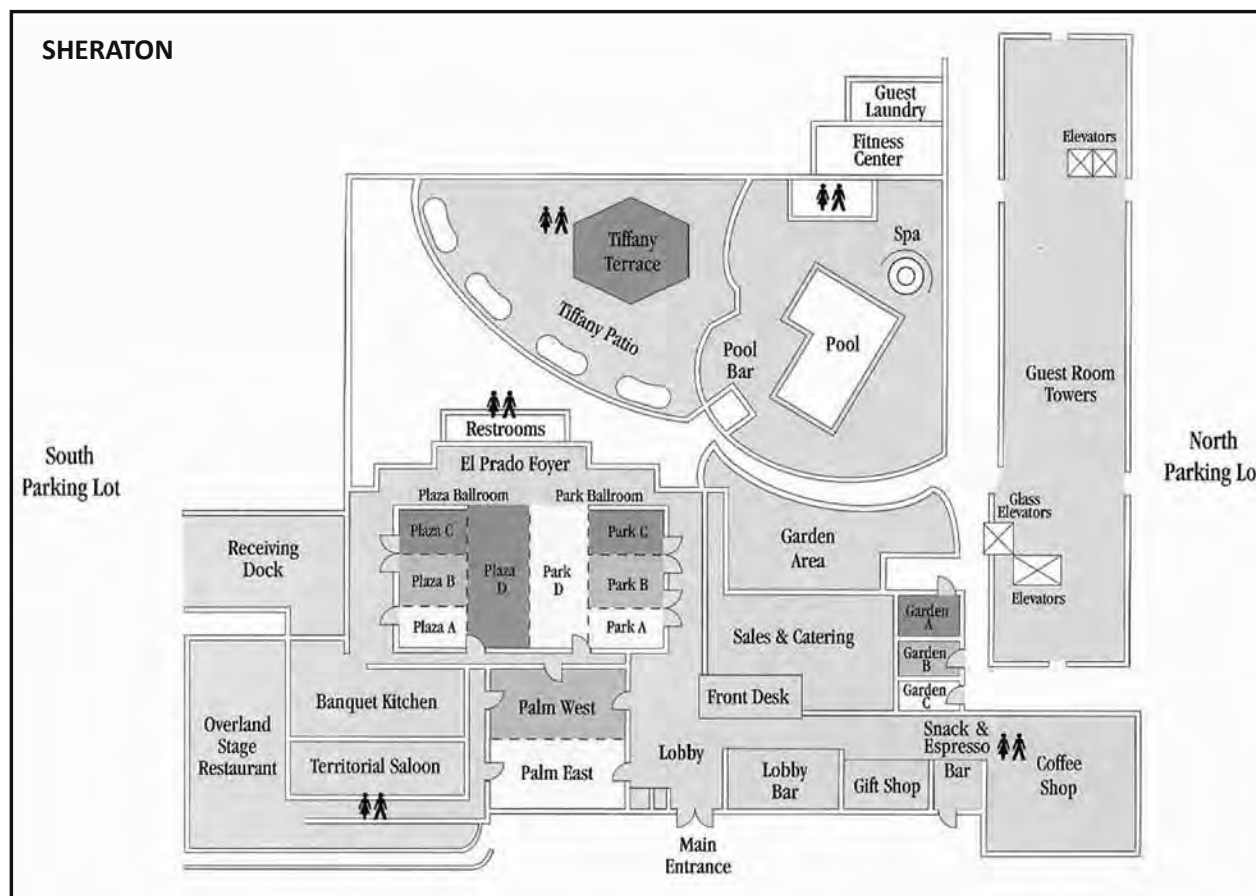 SHERATON
Guest
Laundry
Fitness
Center
Elevators
Spa
Tiffany
Terrace
Tiffany Patio
Pool
Bar
Pool
Guest Room
Towers
South
Parking Lot
North
Parking Lo
Restrooms
El Prado Foyer
Plaza Ballroom
Park Ballroom
Glass
Elevators
Plaza C
Plaza B
Plaza A
Plaza
D
Park
D
Park C
Park B
Park A
Receiving
Dock
Garden
Area
Elevators
Sales & Catering
Garden
A
Garden
B
Garden
C
Banquet Kitchen
Palm West
Front Desk
Overland
Stage
Restaurant
Territorial Saloon
Palm East
Lobby
Lobby
Bar
Gift Shop
Snack &
Espresso
Bar
Coffee
Shop
Main
Entrance